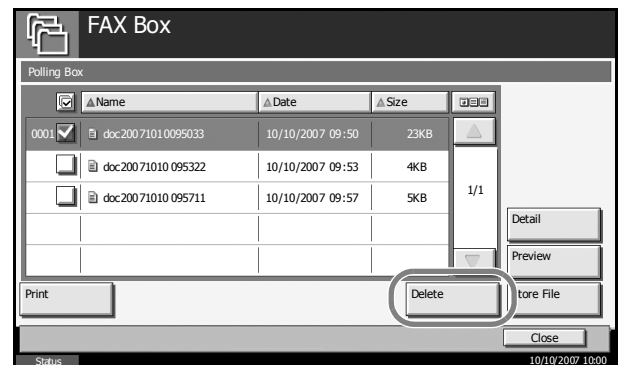 FAX Box
Polling Box
Name Date Size
0001 doc20071010095033 10/10/2007 09:50 23KB
doc20071010 095322 10/10/2007 09:53 4KB
doc20071010 095711 10/10/2007 09:57 5KB
1/1
Detail
Preview
Print Delete tore File
Close
Status 10/10/2007 10:00